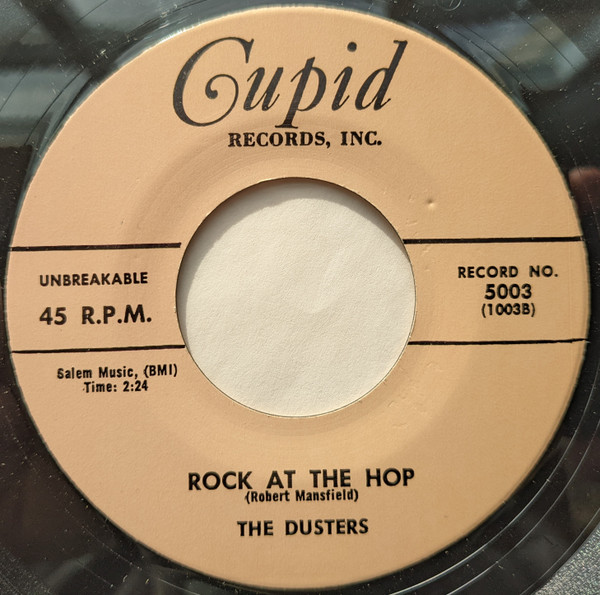 Cupid
RECORDS, INC.
UNBREAKABLE
45 R.P.M.
RECORD NO.
5003
(1003B)
Salem Music, (BMI)
Time: 2:24
ROCK AT THE HOP
(Robert Mansfield)
THE DUSTERS